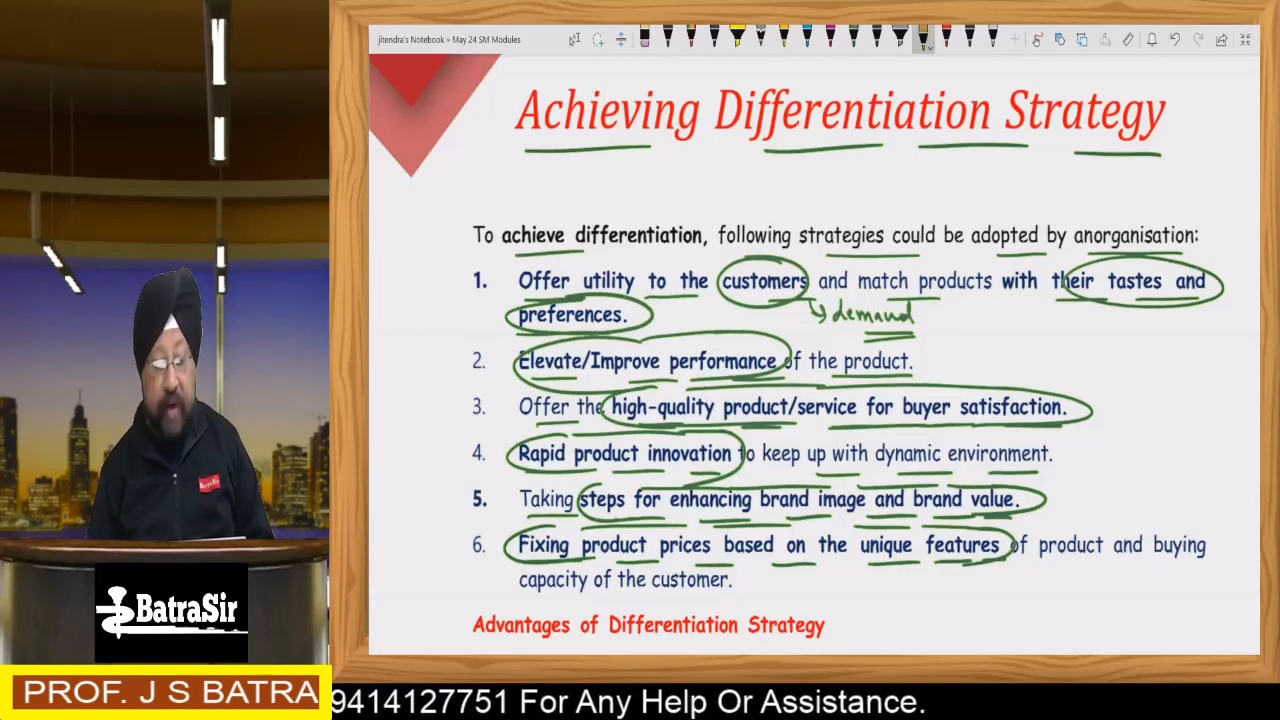 jitendra's Notebook » May 24 SM Modules
Achieving Differentiation Strategy
To achieve differentiation, following strategies could be adopted by anorganisation:
1. Offer utility to the customers and match products with their tastes and
preferences. demand
2. Elevate/Improve performance of the product.
3. Offer the high-quality product/service for buyer satisfaction.
4. Rapid product innovation to keep up with dynamic environment.
5. Taking steps for enhancing brand image and brand value.
6. Fixing product prices based on the unique features of product and buying
capacity of the customer.
Advantages of Differentiation Strategy
BatraSir
BatraSir
PROF. J S BATRA
9414127751 For Any Help Or Assistance.